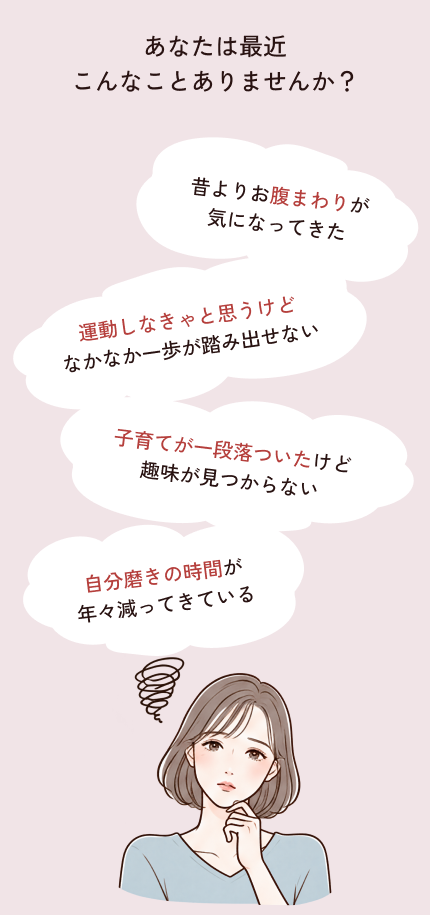 あなたは最近
こんなことありませんか？
昔よりお腹まわりが
気になってきた
運動しなきゃと思うけど
なかなか一歩が踏み出せない
子育てが一段落ついたけど
趣味が見つからない
自分磨きの時間が
年々減ってきている